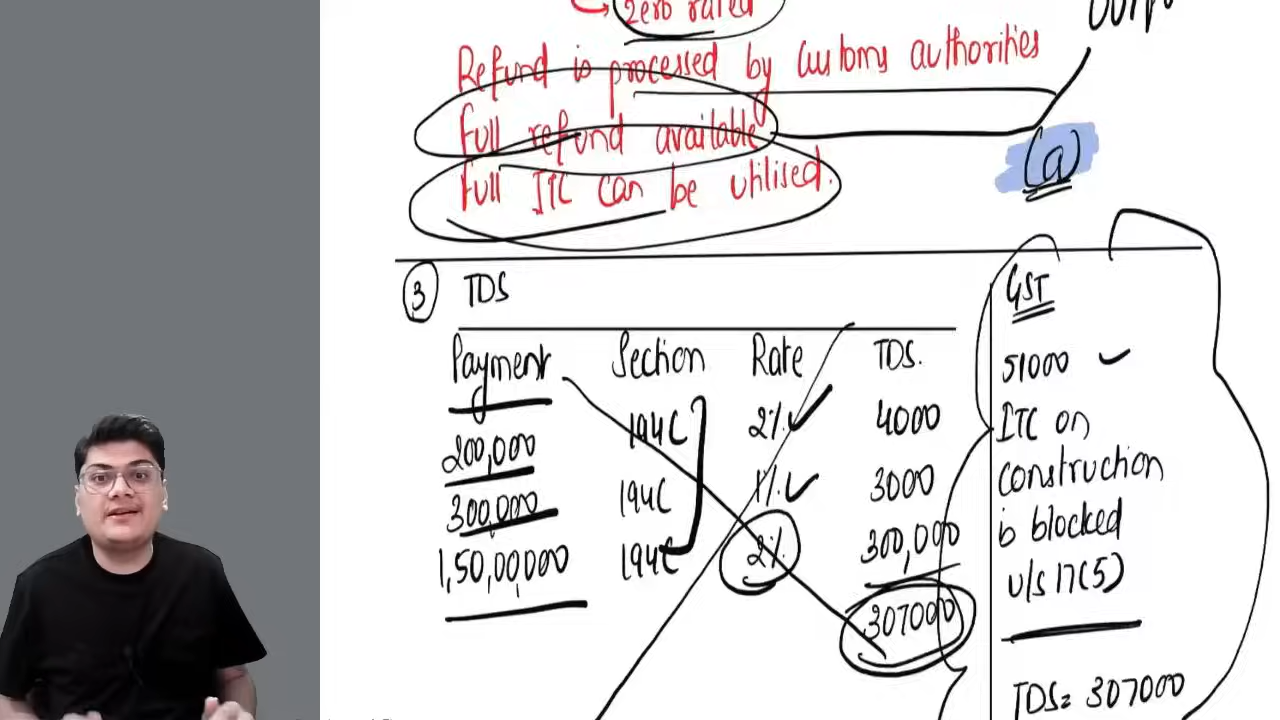 zero rated
Refund is processed by Customs authorities
Full refund available
(a)
Full ITC can be utilised.
3 TDS
Payment Section Rate TDS.
200,000 194C 2% 4000
300,000 194C 1% 3000
1,50,00,000 194C 2% 300,000
307000
GST
51000
ITC on
construction
is blocked
u/s 17(5)
TDS = 307000